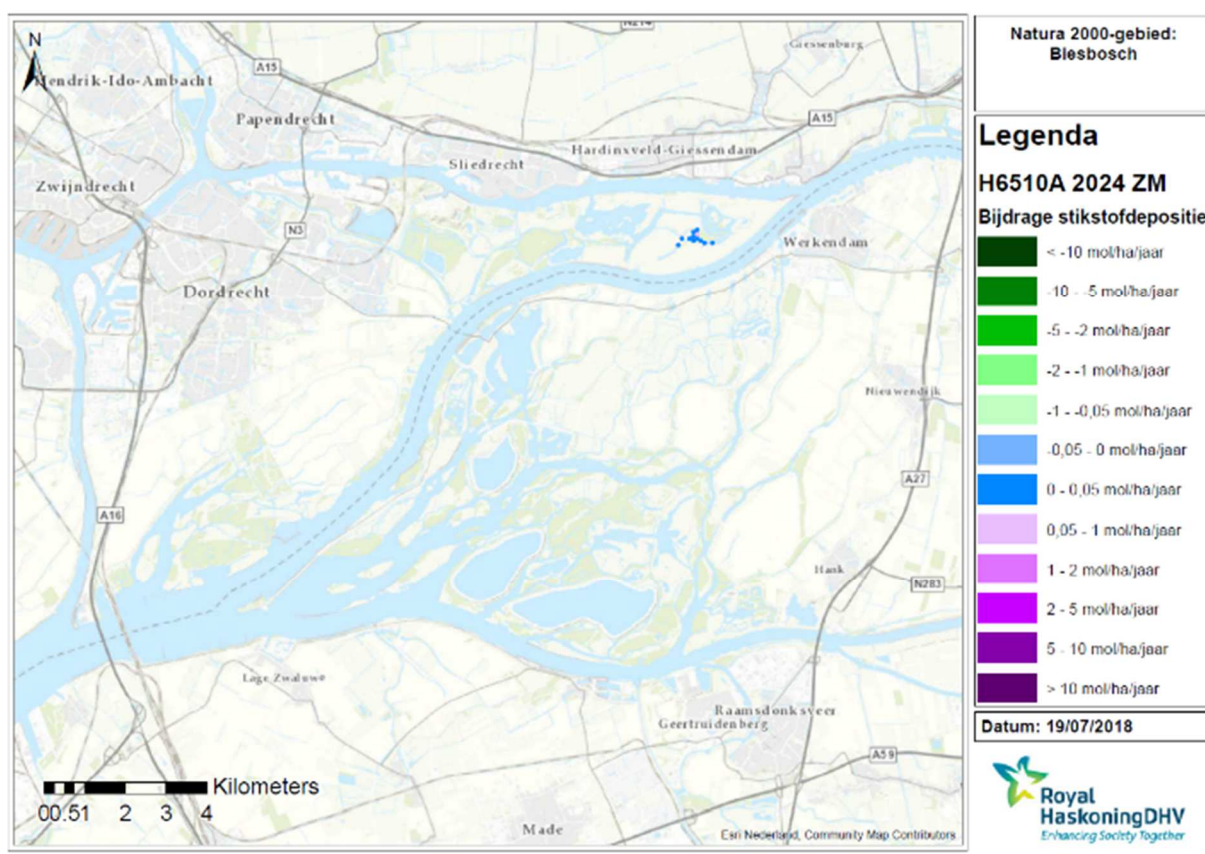 N
N214
Giessenburg
A15
Hendrik-Ido-Ambacht
Papendrecht
A15
Hardinxveld-Giessendam
Sliedrecht
Zwijndrecht
N3
Werkendam
Dordrecht
Nieuwendijk
A27
A16
Hank
N283
Lage Zwaluwe
Raamsdonksveer
Geertruidenberg
A59
Made
Kilometers
00.51 2 3 4
Esri Nederland, Community Map Contributors
Natura 2000-gebied:
Biesbosch
Legenda
H6510A 2024 ZM
Bijdrage stikstofdepositie
< -10 mol/ha/jaar
-10 - -5 mol/ha/jaar
-5 - -2 mol/ha/jaar
-2 - -1 mol/ha/jaar
-1 - -0,05 mol/ha/jaar
-0,05 - 0 mol/ha/jaar
0 - 0,05 mol/ha/jaar
0,05 - 1 mol/ha/jaar
1 - 2 mol/ha/jaar
2 - 5 mol/ha/jaar
5 - 10 mol/ha/jaar
> 10 mol/ha/jaar
Datum: 19/07/2018
Royal
HaskoningDHV
Enhancing Society Together